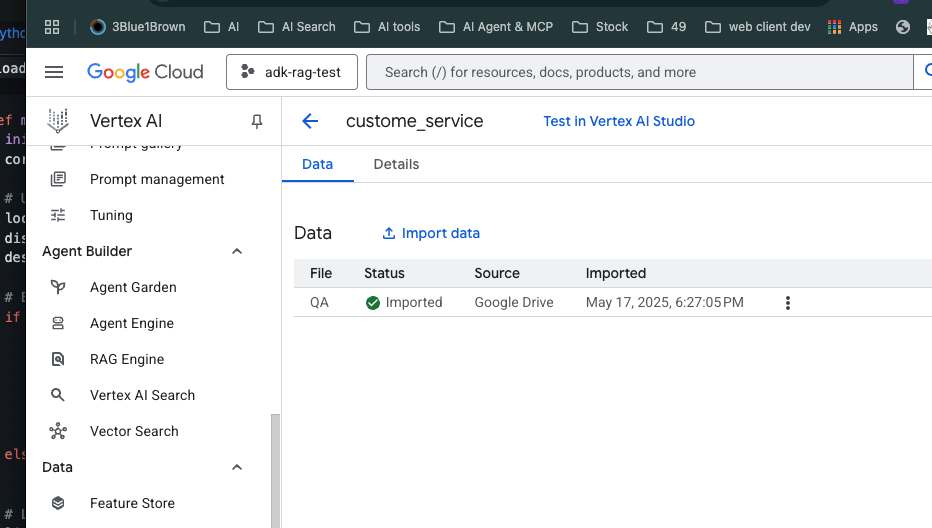 3Blue1Brown AI AI Search AI tools AI Agent & MCP Stock 49 web client dev Apps
Google Cloud adk-rag-test Search (/) for resources, docs, products, and more
Vertex AI
custome_service Test in Vertex AI Studio
Prompt gallery
Prompt management
Tuning
Agent Builder
Agent Garden
Agent Engine
RAG Engine
Vertex AI Search
Vector Search
Data
Feature Store
Data Details
Data Import data
File Status Source Imported
QA Imported Google Drive May 17, 2025, 6:27:05 PM
if